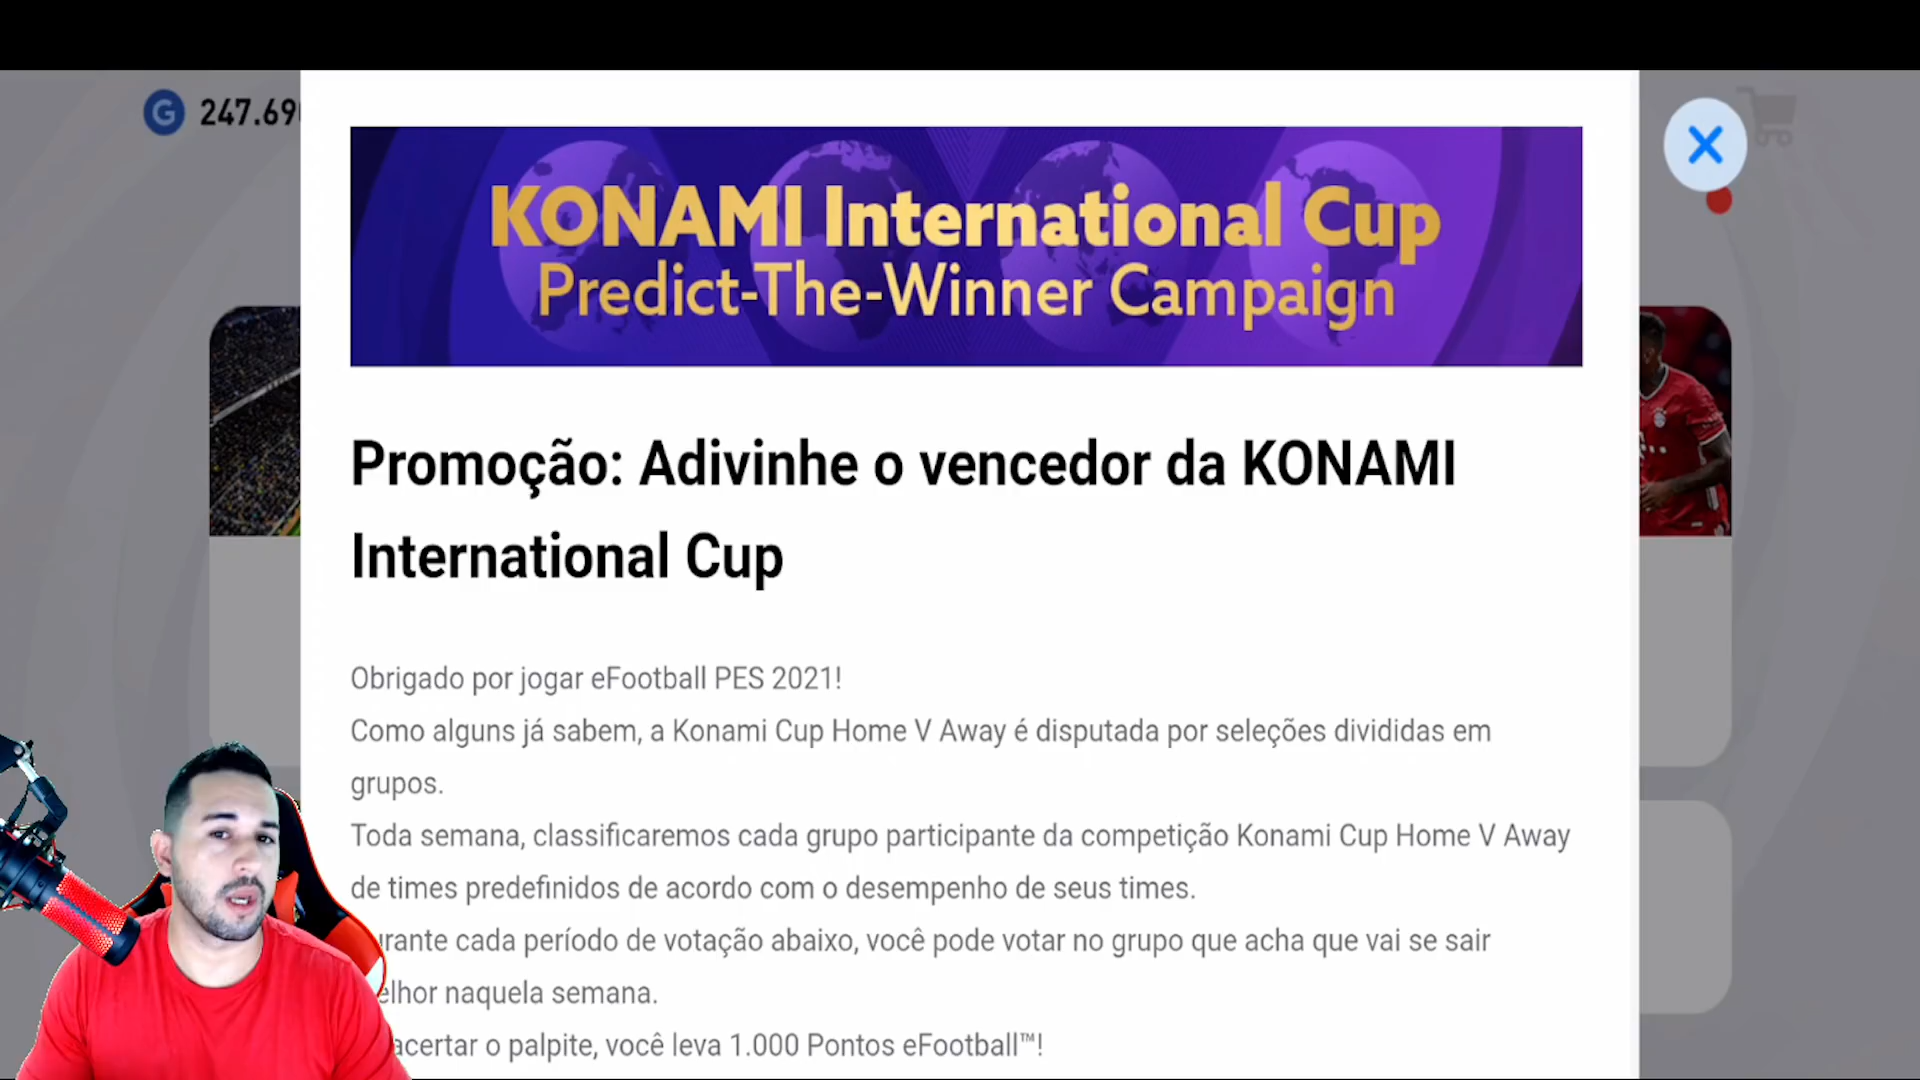 G 247.69
KONAMI International Cup
Predict-The-Winner Campaign
Promoção: Adivinhe o vencedor da KONAMI
International Cup
Obrigado por jogar eFootball PES 2021!
Como alguns já sabem, a Konami Cup Home V Away é disputada por seleções divididas em
grupos.
Toda semana, classificaremos cada grupo participante da competição Konami Cup Home V Away
de times predefinidos de acordo com o desempenho de seus times.
rante cada período de votação abaixo, você pode votar no grupo que acha que vai se sair
elhor naquela semana.
acertar o palpite, você leva 1.000 Pontos eFootball™!